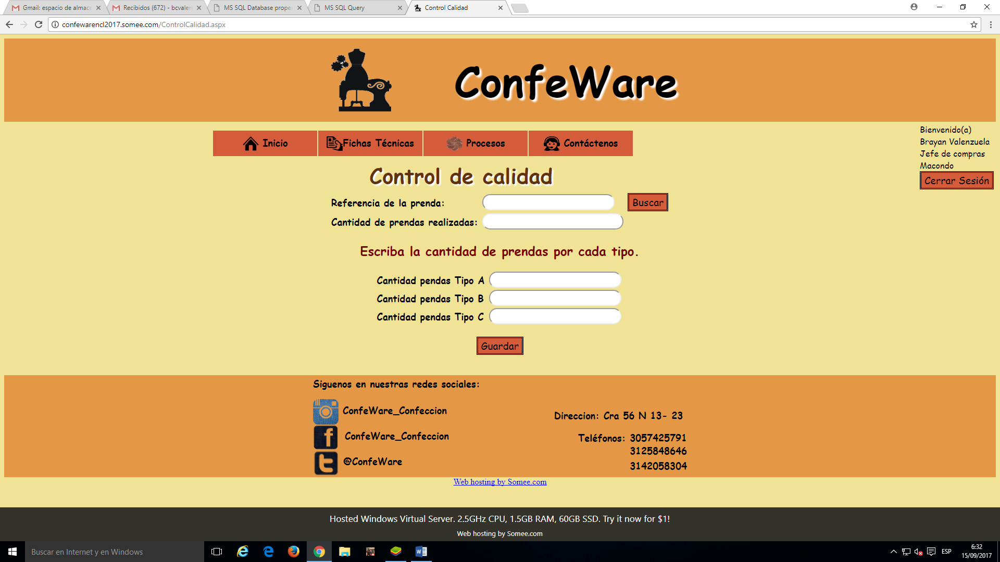 Gmail: espacio de almace
Recibidos (672) - bcvalen
MS SQL Database prope
MS SQL Query
Control Calidad
confewarencl2017.somee.com/ControlCalidad.aspx
ConfeWare
Inicio
Fichas Técnicas
Procesos
Contáctenos
Bienvenido(a)
Brayan Valenzuela
Jefe de compras
Macondo
Cerrar Sesión
Control de calidad
Referencia de la prenda:
Buscar
Cantidad de prendas realizadas:
Escriba la cantidad de prendas por cada tipo.
Cantidad pendas Tipo A
Cantidad pendas Tipo B
Cantidad pendas Tipo C
Guardar
Siguenos en nuestras redes sociales:
ConfeWare_Confeccion
ConfeWare_Confeccion
@ConfeWare
Direccion: Cra 56 N 13- 23
Teléfonos: 3057425791
3125848646
3142058304
Web hosting by Somee.com
Hosted Windows Virtual Server. 2.5GHz CPU, 1.5GB RAM, 60GB SSD. Try it now for $1!
Web hosting by Somee.com
Buscar en Internet y en Windows
ESP
6:32
15/09/2017